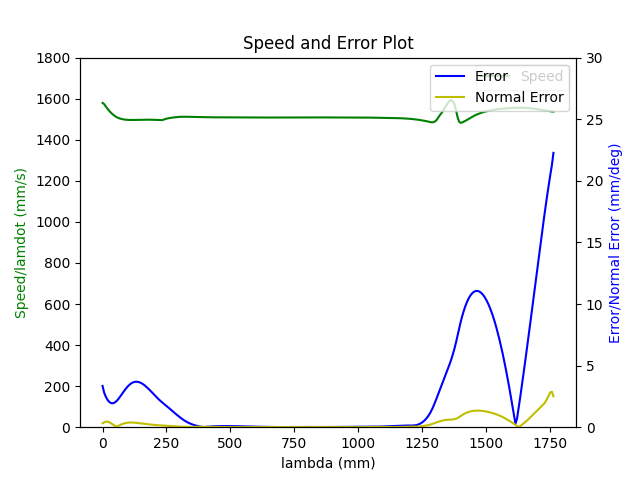 Speed and Error Plot
1800
1600
1400
1200
1000
800
600
400
200
0
Speed/lamdot (mm/s)
30
25
20
15
10
5
0
Error/Normal Error (mm/deg)
Error
Speed
Normal Error
0 250 500 750 1000 1250 1500 1750
lambda (mm)